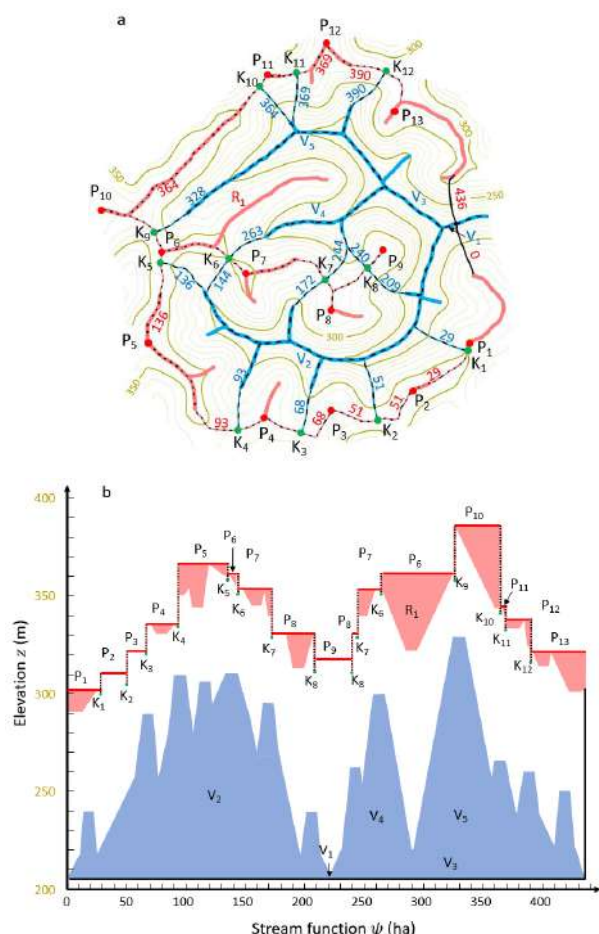 a
P12
300
P11
K11
369
390
K12
K10
364
369
390
P13
V5
350
364
328
R1
V3
436
250
P10
V4
263
V1
K9
P6
K5
K6
P7
244
240
K7
K8
P9
0
136
144
172
209
P8
136
300
29
P1
K1
P5
V2
29
P2
350
93
68
51
51
93
K4
P4
K3
68
P3
51
K2
b
400
350
300
250
200
Elevation z (m)
P1
P2
P3
P4
P5
P6
P7
P8
P9
P8
P7
P6
P10
P11
P12
P13
K1
K2
K3
K4
K5
K6
K7
K8
K8
K7
K6
R1
K9
K10
K11
K12
V2
V1
V4
V5
V3
0
100
200
300
400
Stream function ψ (ha)